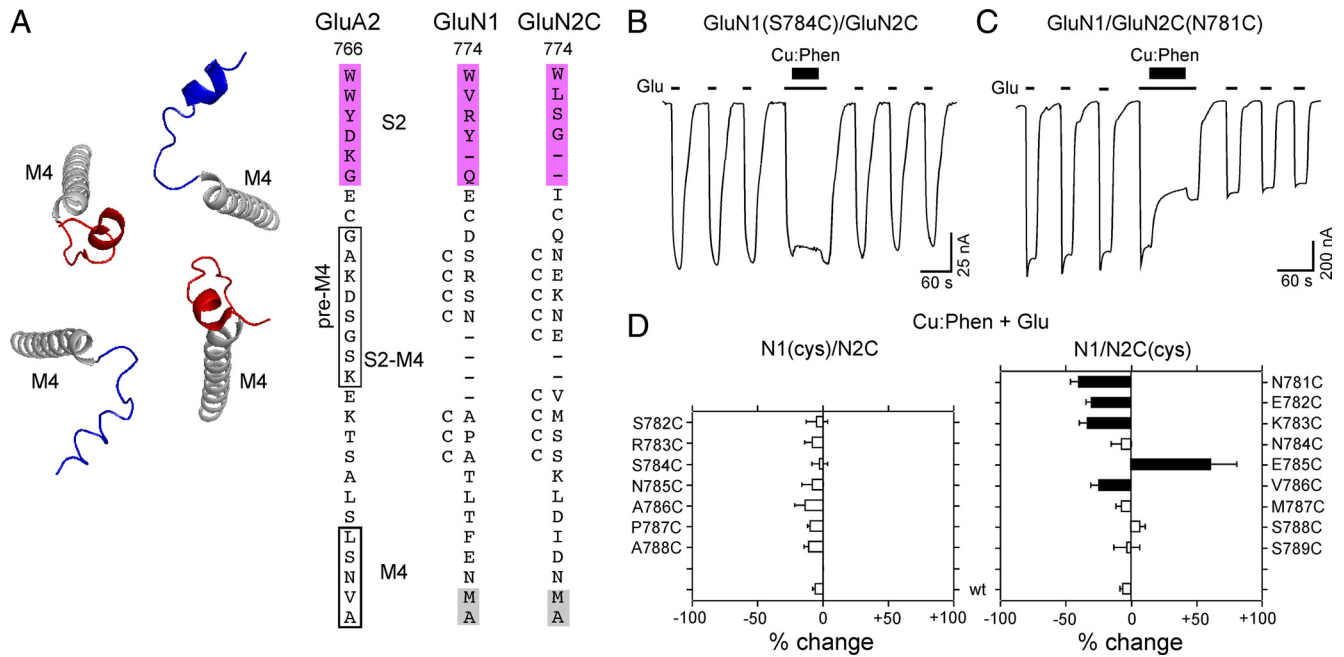 A
GluA2 GluN1 GluN2C
766 774 774
W W
W V W
W V L
Y R S
D Y G
K - -
G Q -
E E I
C C C
G D Q
A C S C N
K C R C E
D C S C K
S C N C N
G - C E
S - -
K - -
E - C V
K C A C M
T C P C S
S C A C S
A T K
L L L
S T D
L F I
S E D
N N N
V M M
A A A
S2
pre-M4
S2-M4
M4
M4
M4
M4
M4
B
GluN1(S784C)/GluN2C
Cu:Phen
Glu
25 nA
60 s
C
GluN1/GluN2C(N781C)
Cu:Phen
200 nA
60 s
D
Cu:Phen + Glu
N1(cys)/N2C
S782C
R783C
S784C
N785C
A786C
P787C
A788C
-100 -50 0 +50 +100
% change
wt
N1/N2C(cys)
N781C
E782C
K783C
N784C
E785C
V786C
M787C
S788C
S789C
-100 -50 0 +50 +100
% change